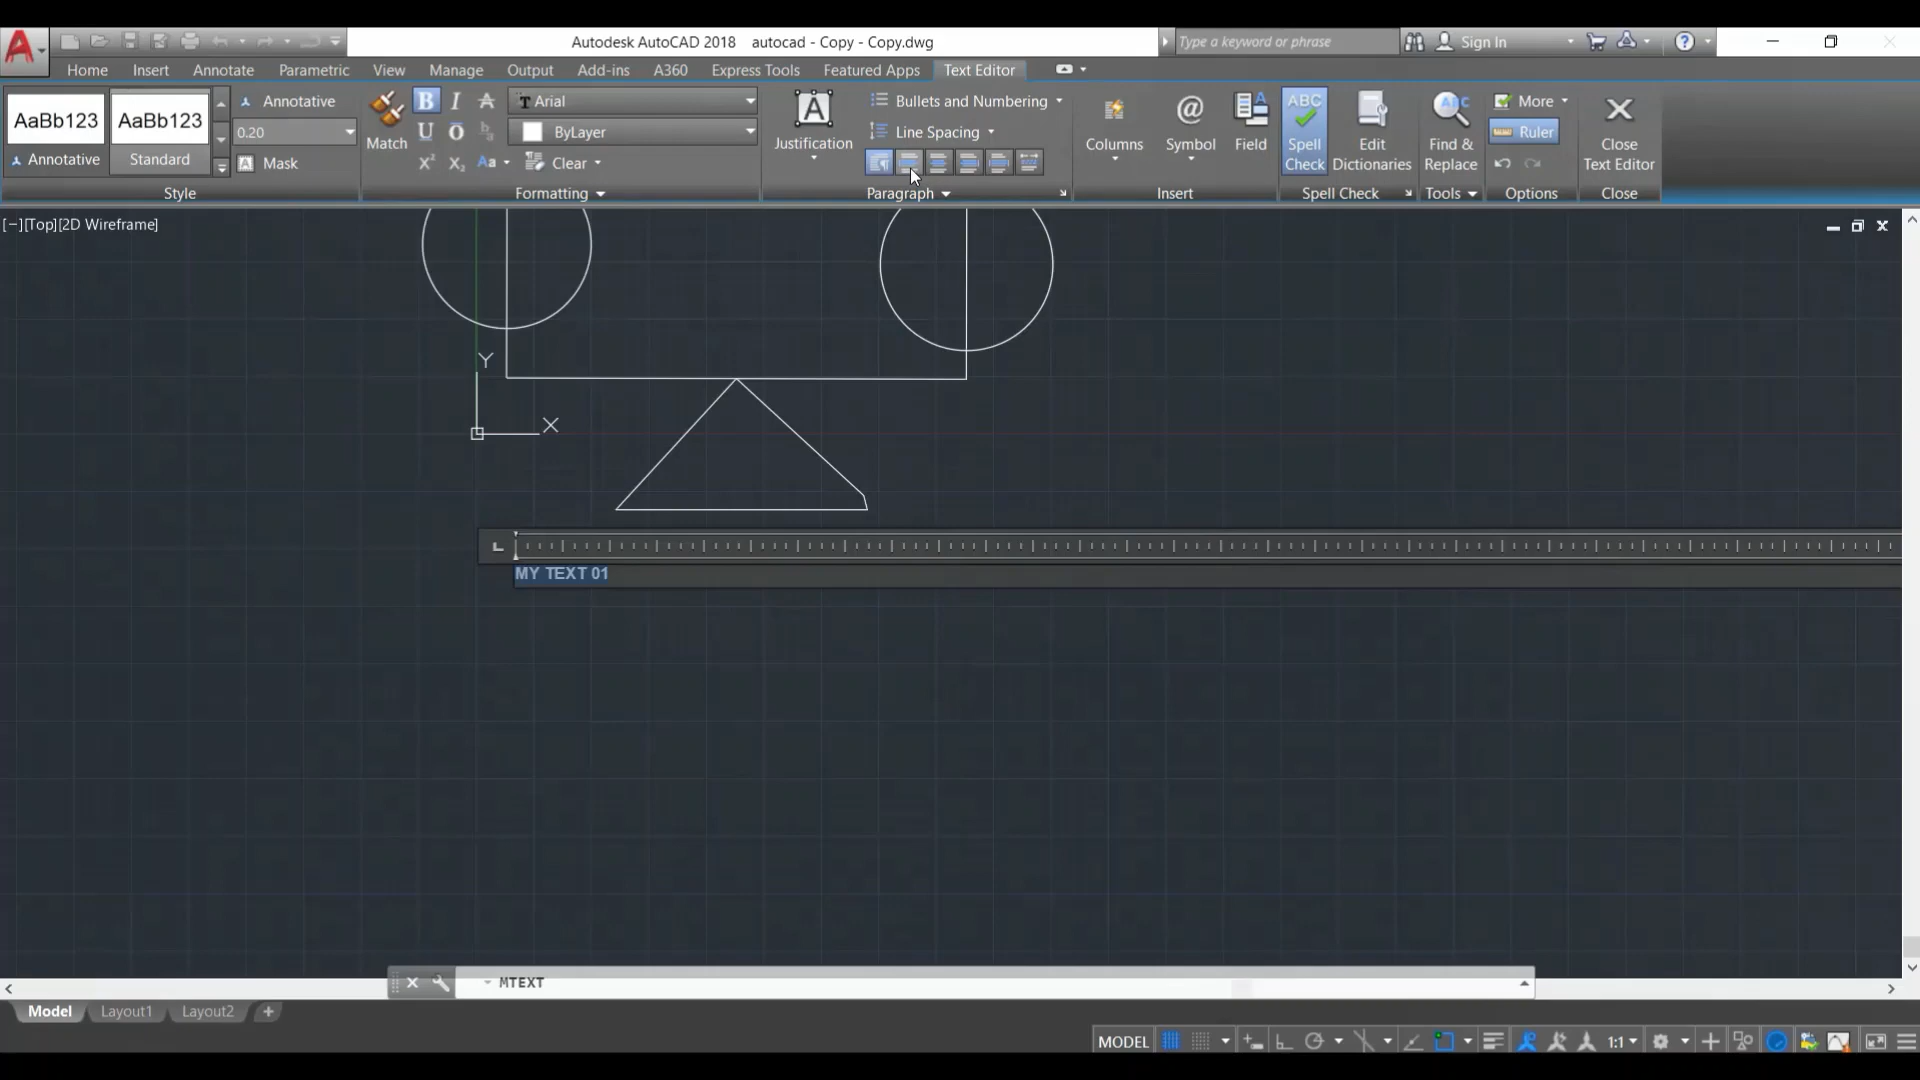 Autodesk AutoCAD 2018 autocad - Copy - Copy.dwg
Type a keyword or phrase
Sign In
Home Insert Annotate Parametric View Manage Output Add-ins A360 Express Tools Featured Apps Text Editor
AaBb123 AaBb123
Annotative
0.20
Mask
Annotative Standard
Style
Match
B I A
U O
Aa
Arial
ByLayer
Clear
Formatting
A
Justification
Bullets and Numbering
Line Spacing
Paragraph
Columns
@
Symbol
Field
Insert
ABC
Spell
Check
Edit
Dictionaries
Spell Check
ABC
Find &
Replace
Tools
More
Ruler
Options
Close
Text Editor
Close
[−][Top][2D Wireframe]
Y
X
MY TEXT 01
MTEXT
Model Layout1 Layout2
MODEL
1:1